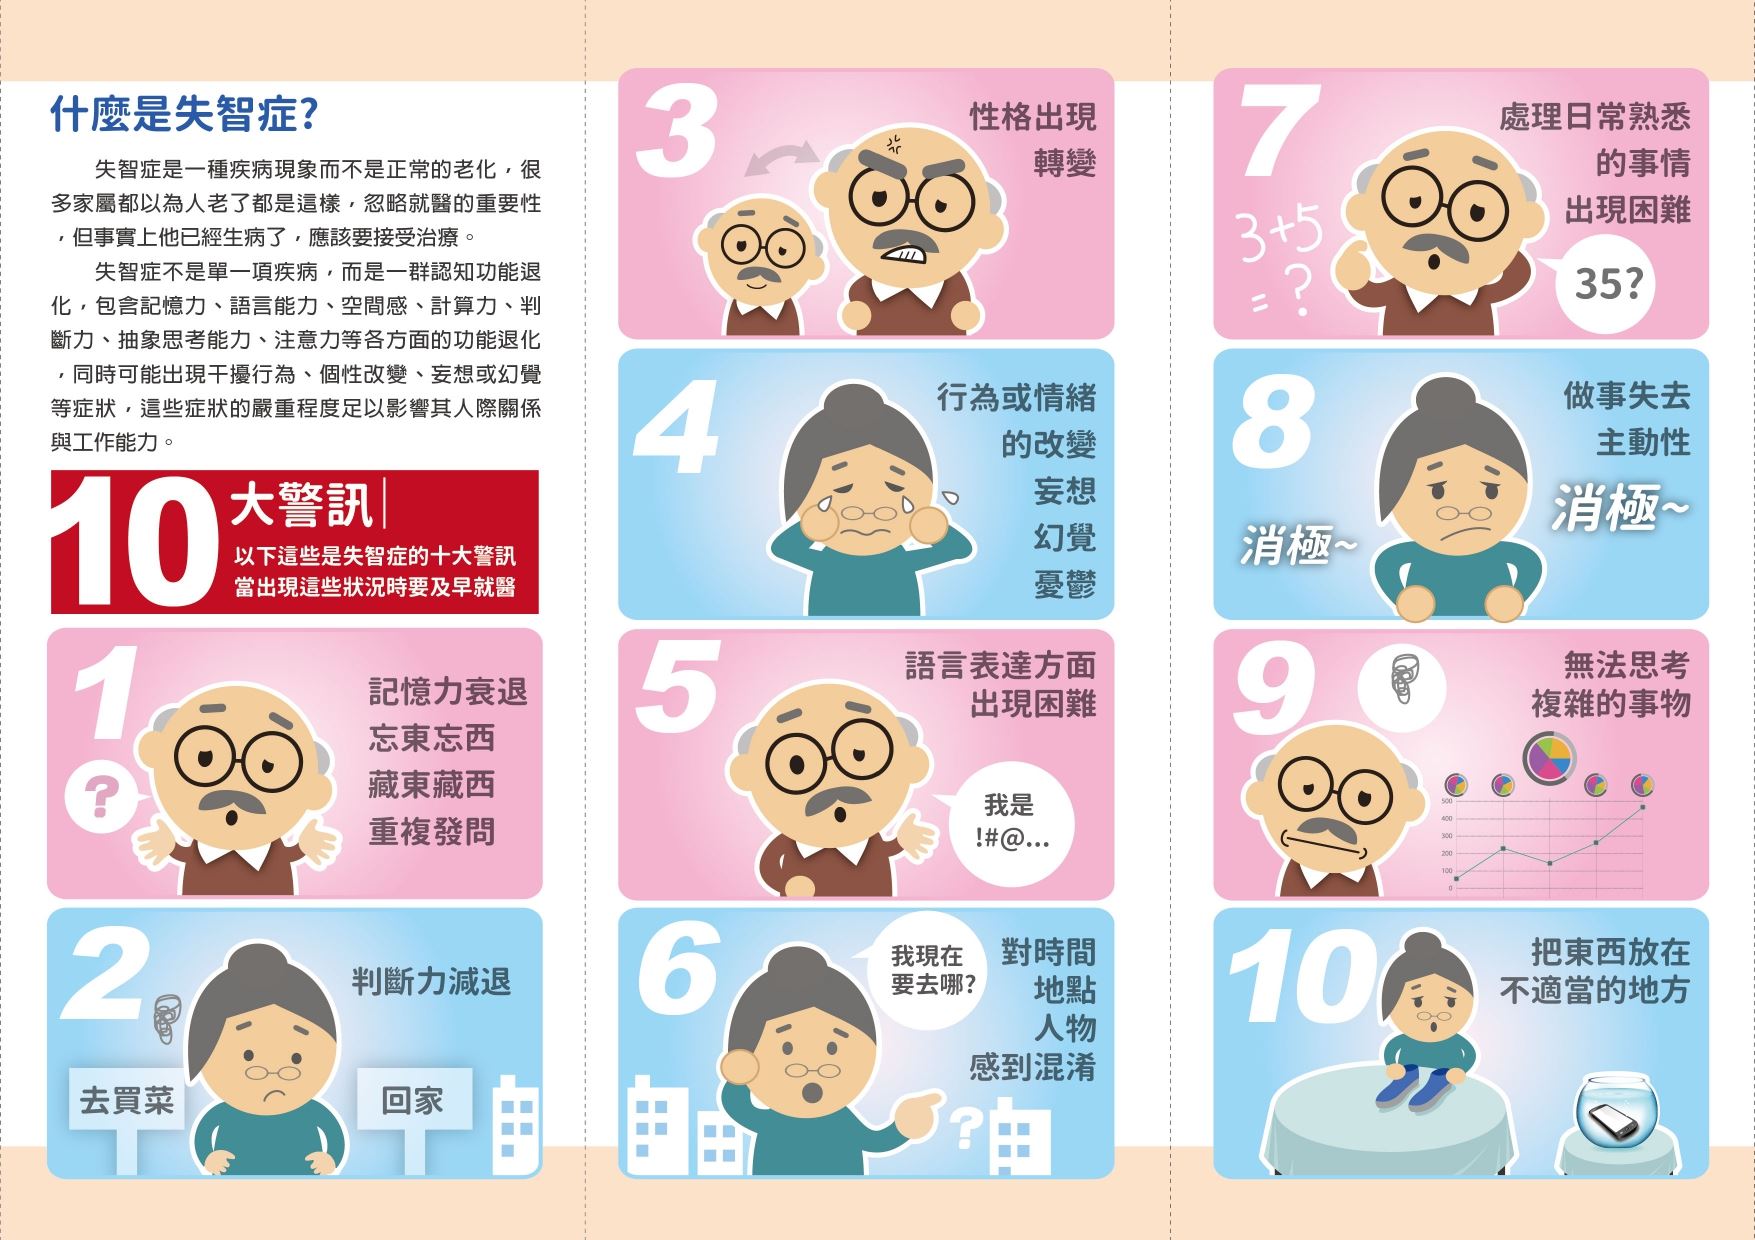 什麼是失智症?
失智症是一種疾病現象而不是正常的老化，很
多家屬都以為人老了都是這樣，忽略就醫的重要性
，但事實上他已經生病了，應該要接受治療。
失智症不是單一項疾病，而是一群認知功能退
化，包含記憶力、語言能力、空間感、計算力、判
斷力、抽象思考能力、注意力等各方面的功能退化
，同時可能出現干擾行為、個性改變、妄想或幻覺
等症狀，這些症狀的嚴重程度足以影響其人際關係
與工作能力。
10大警訊
以下這些是失智症的十大警訊
當出現這些狀況時要及早就醫
1
記憶力衰退
忘東忘西
藏東藏西
重複發問
?
2
判斷力減退
去買菜
回家
3
性格出現
轉變
4
行為或情緒
的改變
妄想
幻覺
憂鬱
5
語言表達方面
出現困難
我是
!#@...
6
我現在
要去哪?
對時間
地點
人物
感到混淆
?
7
處理日常熟悉
的事情
出現困難
3+5
= ?
35?
8
做事失去
主動性
消極~
消極~
9
無法思考
複雜的事物
500
400
300
200
100
0
10
把東西放在
不適當的地方